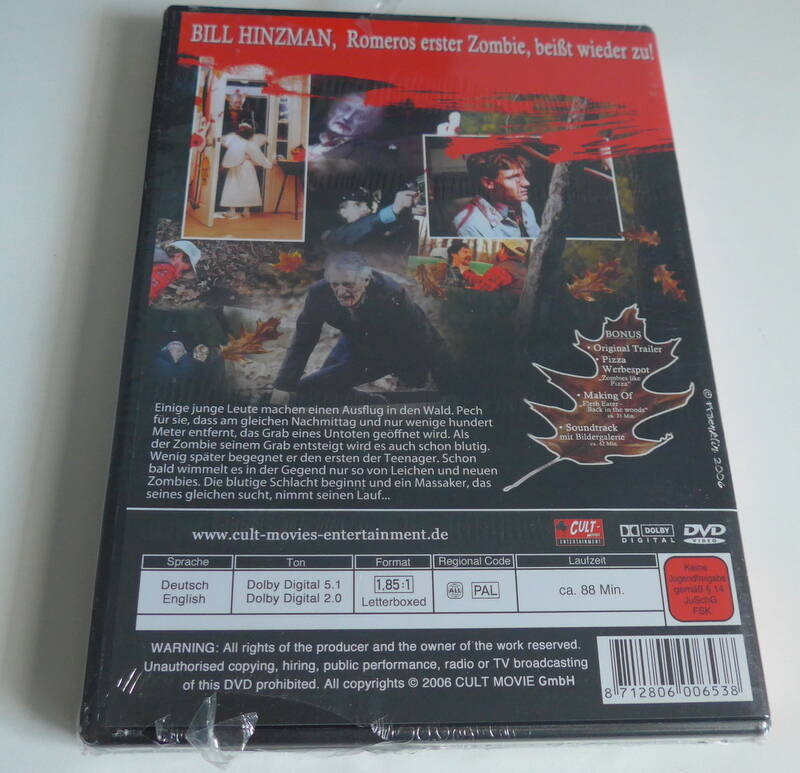 BILL HINZMAN, Romeros erster Zombie, beißt wieder zu!
BONUS
• Original Trailer
• Pizza
Werbespot
„Zombies like
Pizza"
• Making Of
"Flesh Eater -
Back in the woods"
ca. 31 Min.
• Soundtrack
mit Bildergalerie
ca. 42 Min.
2006
Einige junge Leute machen einen Ausflug in den Wald. Pech
für sie, dass am gleichen Nachmittag und nur wenige hundert
Meter entfernt, das Grab eines Untoten geöffnet wird. Als
der Zombie seinem Grab entsteigt wird es auch schon blutig.
Wenig später begegnet er den ersten der Teenager. Schon
bald wimmelt es in der Gegend nur so von Leichen und neuen
Zombies. Die blutige Schlacht beginnt und ein Massaker, das
seines gleichen sucht, nimmt seinen Lauf...
www.cult-movies-entertainment.de
CULT-
ENTERTAINMENT
DOLBY
DIGITAL
DVD
VIDEO
Sprache Ton Format Regional Code Laufzeit
Deutsch
English
Dolby Digital 5.1
Dolby Digital 2.0
1,85:1
Letterboxed
ALL PAL
ca. 88 Min.
Keine
Jugendfreigabe
gemäß § 14
JuSchG
FSK
WARNING: All rights of the producer and the owner of the work reserved.
Unauthorised copying, hiring, public performance, radio or TV broadcasting
of this DVD prohibited. All copyrights © 2006 CULT MOVIE GmbH
8 712806 006538